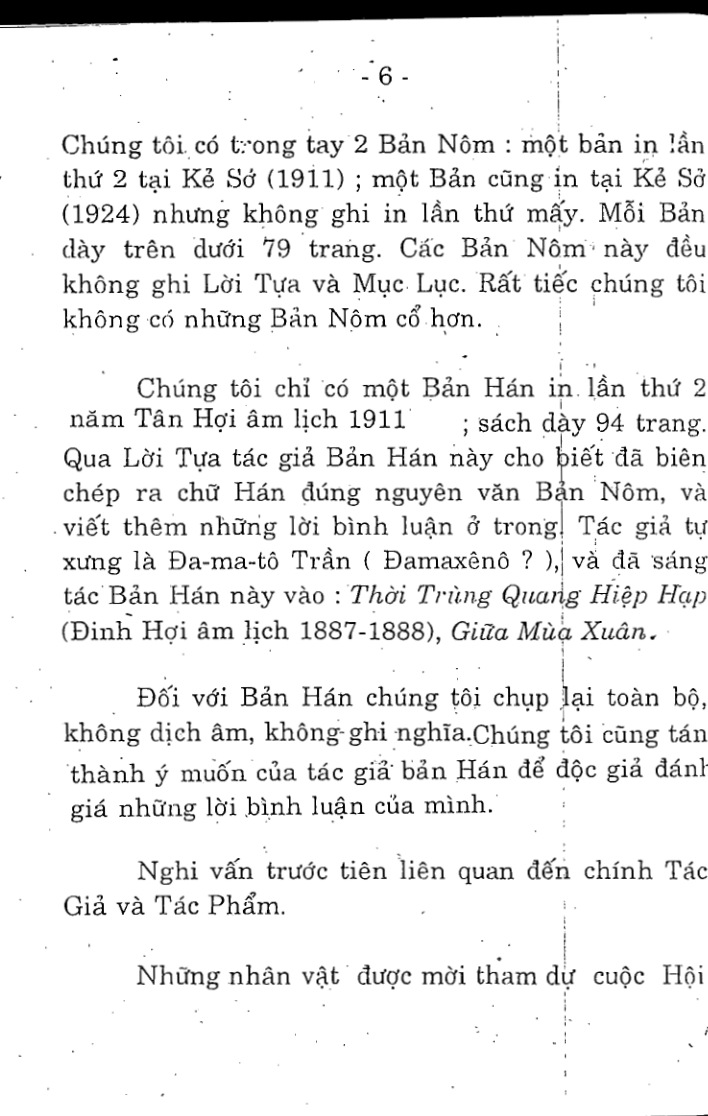 - 6 -
Chúng tôi có trong tay 2 Bản Nôm : một bản in lần
thứ 2 tại Kẻ Sớ (1911) ; một Bản cũng in tại Kẻ Sở
(1924) nhưng không ghi in lần thứ mấy. Mỗi Bản
dày trên dưới 79 trang. Các Bản Nôm này đều
không ghi Lời Tựa và Mục Lục. Rất tiếc chúng tôi
không có những Bản Nôm cổ hơn.
Chúng tôi chỉ có một Bản Hán in lần thứ 2
năm Tân Hợi âm lịch 1911 ; sách dày 94 trang.
Qua Lời Tựa tác giả Bản Hán này cho biết đã biên
chép ra chữ Hán đúng nguyên văn Bản Nôm, và
viết thêm những lời bình luận ở trong. Tác giả tự
xưng là Đa-ma-tô Trần ( Đamaxênô ? ), và đã sáng
tác Bản Hán này vào : Thời Trùng Quang Hiệp Hạp
(Đinh Hợi âm lịch 1887-1888), Giữa Mùa Xuân.
Đối với Bản Hán chúng tôi chụp lại toàn bộ,
không dịch âm, không ghi nghĩa.Chúng tôi cũng tán
thành ý muốn của tác giả bản Hán để độc giả đánh
giá những lời bình luận của mình.
Nghi vấn trước tiên liên quan đến chính Tác
Giả và Tác Phẩm.
Những nhân vật được mời tham dự cuộc Hội